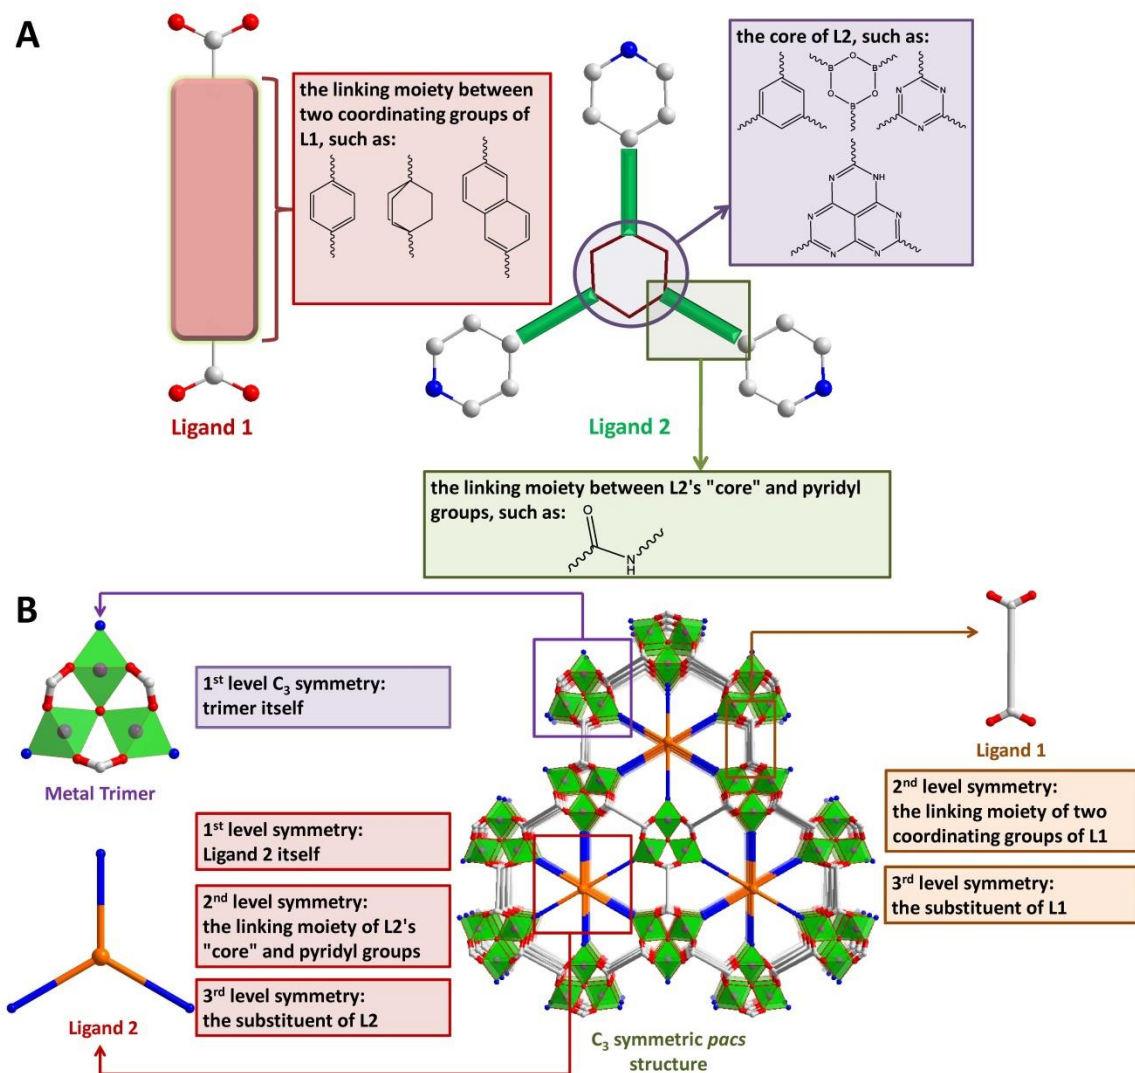 A
the linking moiety between
two coordinating groups of
L1, such as:
Ligand 1
Ligand 2
the core of L2, such as:
O
B
B
O
O
B
N
N
N
N
NH
N
N
N
N
the linking moiety between L2's "core" and pyridyl
groups, such as:
O
N
H
B
Metal Trimer
1st level C3 symmetry:
trimer itself
1st level symmetry:
Ligand 2 itself
2nd level symmetry:
the linking moiety of L2's
"core" and pyridyl groups
3rd level symmetry:
the substituent of L2
Ligand 2
C3 symmetric pacs
structure
Ligand 1
2nd level symmetry:
the linking moiety of two
coordinating groups of L1
3rd level symmetry:
the substituent of L1